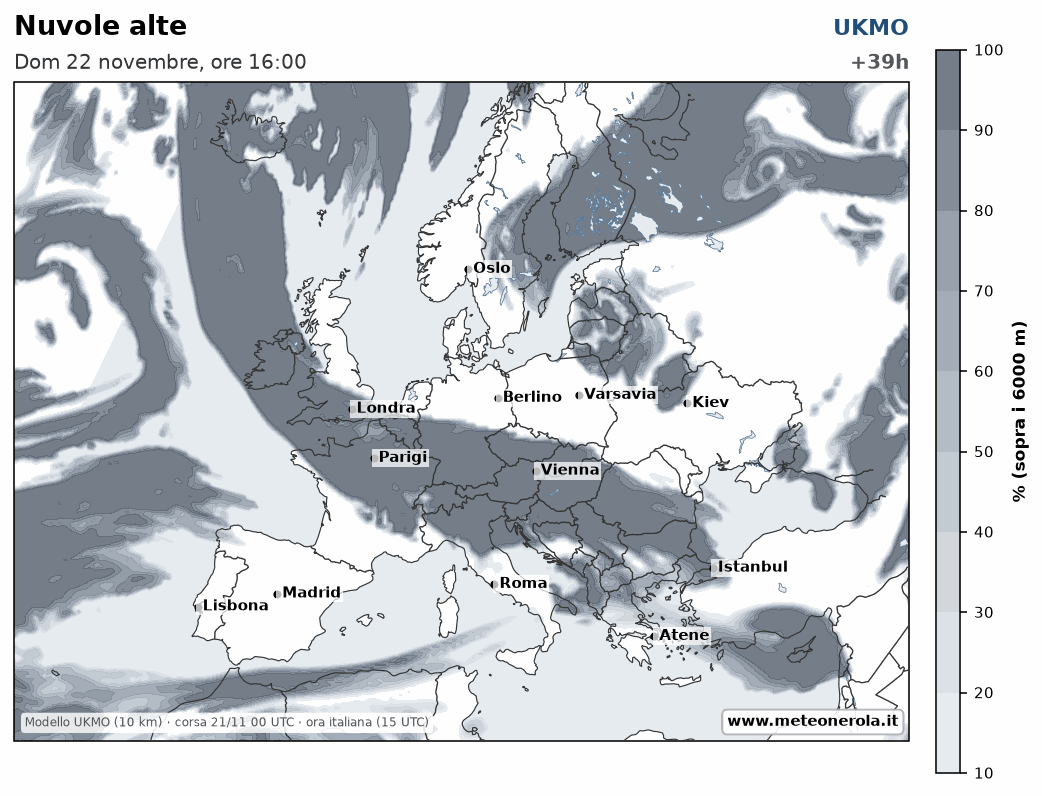 Nuvole alte
UKMO
Dom 22 novembre, ore 16:00
+39h
100
90
80
70
60
50
40
30
20
10
% (sopra i 6000 m)
Oslo
Londra
Berlino
Varsavia
Kiev
Parigi
Vienna
Istanbul
Roma
Madrid
Lisbona
Atene
Modello UKMO (10 km) · corsa 21/11 00 UTC · ora italiana (15 UTC)
www.meteonerola.it